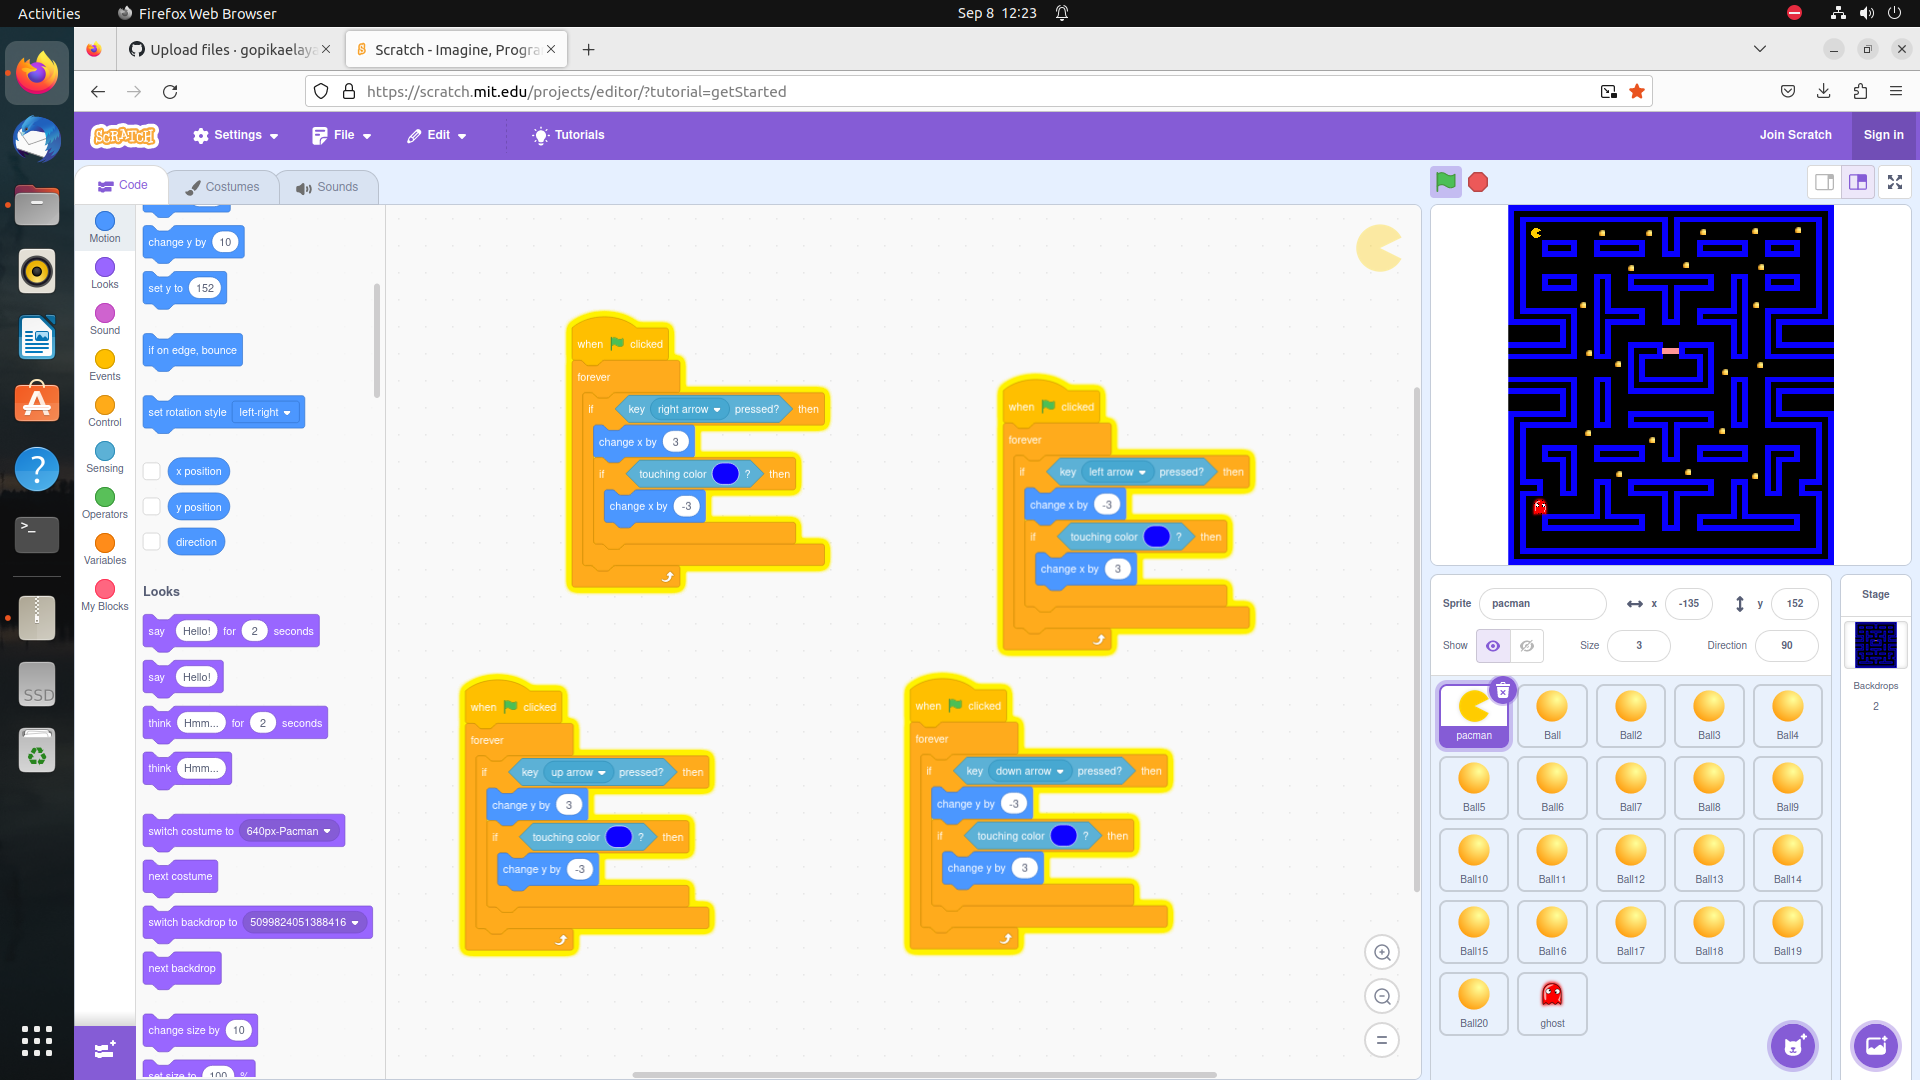 Activities
Firefox Web Browser
Sep 8 12:23
Upload files · gopikaelaya
Scratch - Imagine, Progra
https://scratch.mit.edu/projects/editor/?tutorial=getStarted
SCRATCH
Settings
File
Edit
Tutorials
Join Scratch
Sign in
Code
Costumes
Sounds
Motion
Looks
Sound
Events
Control
Sensing
Operators
Variables
My Blocks
change y by 10
set y to 152
if on edge, bounce
set rotation style left-right
x position
y position
direction
Looks
say Hello! for 2 seconds
say Hello!
think Hmm... for 2 seconds
think Hmm...
switch costume to 640px-Pacman
next costume
switch backdrop to 5099824051388416
next backdrop
change size by 10
set size to 100 %
when clicked
forever
if key right arrow pressed? then
change x by 3
if touching color ? then
change x by -3
when clicked
forever
if key left arrow pressed? then
change x by -3
if touching color ? then
change x by 3
when clicked
forever
if key up arrow pressed? then
change y by 3
if touching color ? then
change y by -3
when clicked
forever
if key down arrow pressed? then
change y by -3
if touching color ? then
change y by 3
Sprite pacman x -135 y 152
Show Size 3 Direction 90
pacman Ball Ball2 Ball3 Ball4
Ball5 Ball6 Ball7 Ball8 Ball9
Ball10 Ball11 Ball12 Ball13 Ball14
Ball15 Ball16 Ball17 Ball18 Ball19
Ball20 ghost
Stage
Backdrops
2
SSD